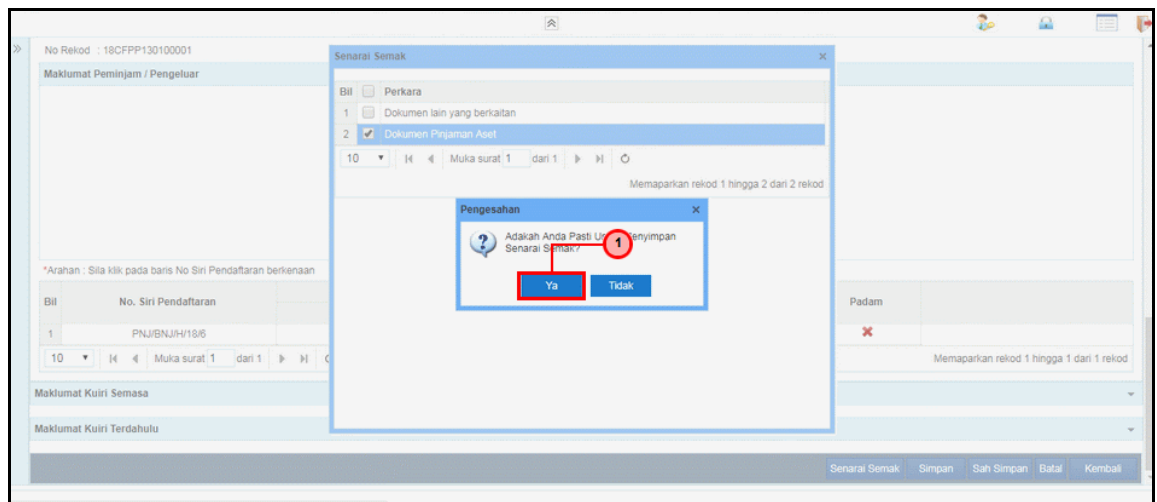 No Rekod : 18CFPP130100001
Maklumat Peminjam / Pengeluar
Senarai Semak
Bil Perkara
1 Dokumen lain yang berkaitan
2 Dokumen Pinjaman Aset
10 Muka surat 1 dari 1
Memaparkan rekod 1 hingga 2 dari 2 rekod
Pengesahan
Adakah Anda Pasti enyimpan
Senarai Semak?
1
Ya Tidak
*Arahan : Sila klik pada baris No Siri Pendaftaran berkenaan
Bil No. Siri Pendaftaran Padam
1 PNJ/BNJ/H/18/6
10 Muka surat 1 dari 1 Memaparkan rekod 1 hingga 1 dari 1 rekod
Maklumat Kuiri Semasa
Maklumat Kuiri Terdahulu
Senarai Semak Simpan Sah Simpan Batal Kembali